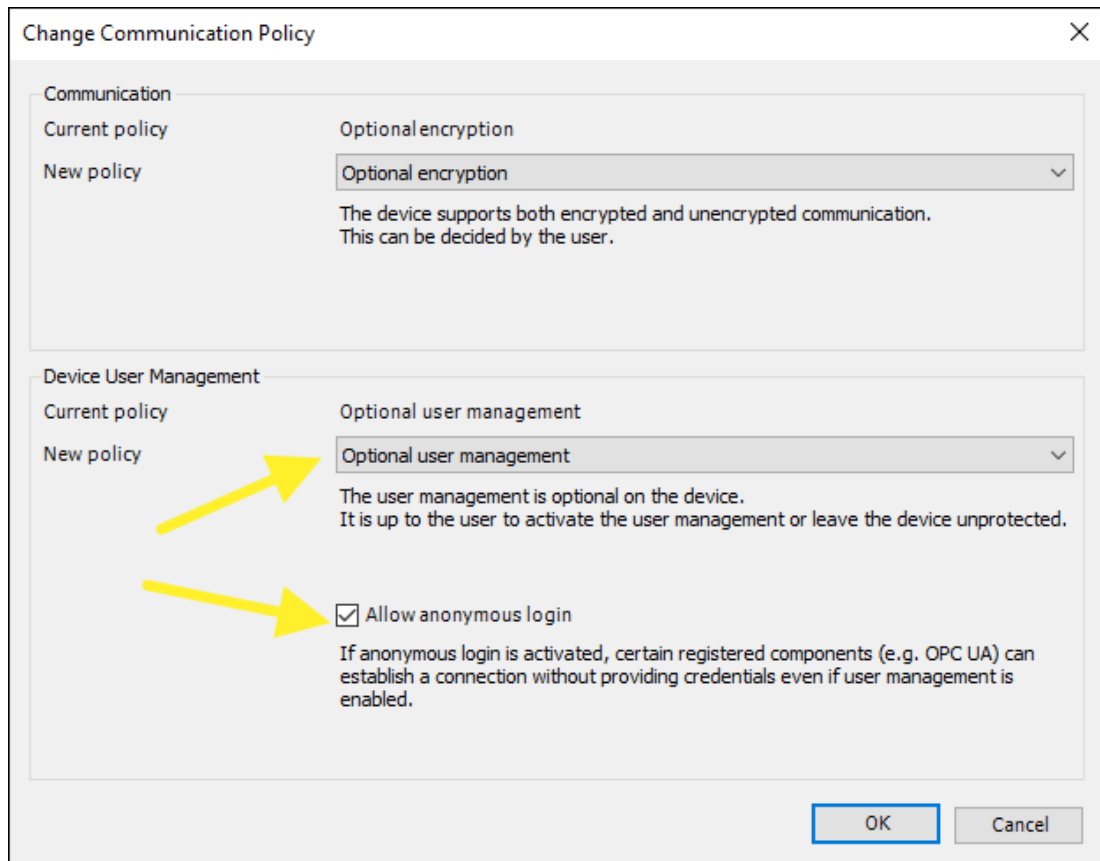 Change Communication Policy
Communication
Current policy Optional encryption
New policy Optional encryption
The device supports both encrypted and unencrypted communication.
This can be decided by the user.
Device User Management
Current policy Optional user management
New policy Optional user management
The user management is optional on the device.
It is up to the user to activate the user management or leave the device unprotected.
Allow anonymous login
If anonymous login is activated, certain registered components (e.g. OPC UA) can
establish a connection without providing credentials even if user management is
enabled.
OK Cancel